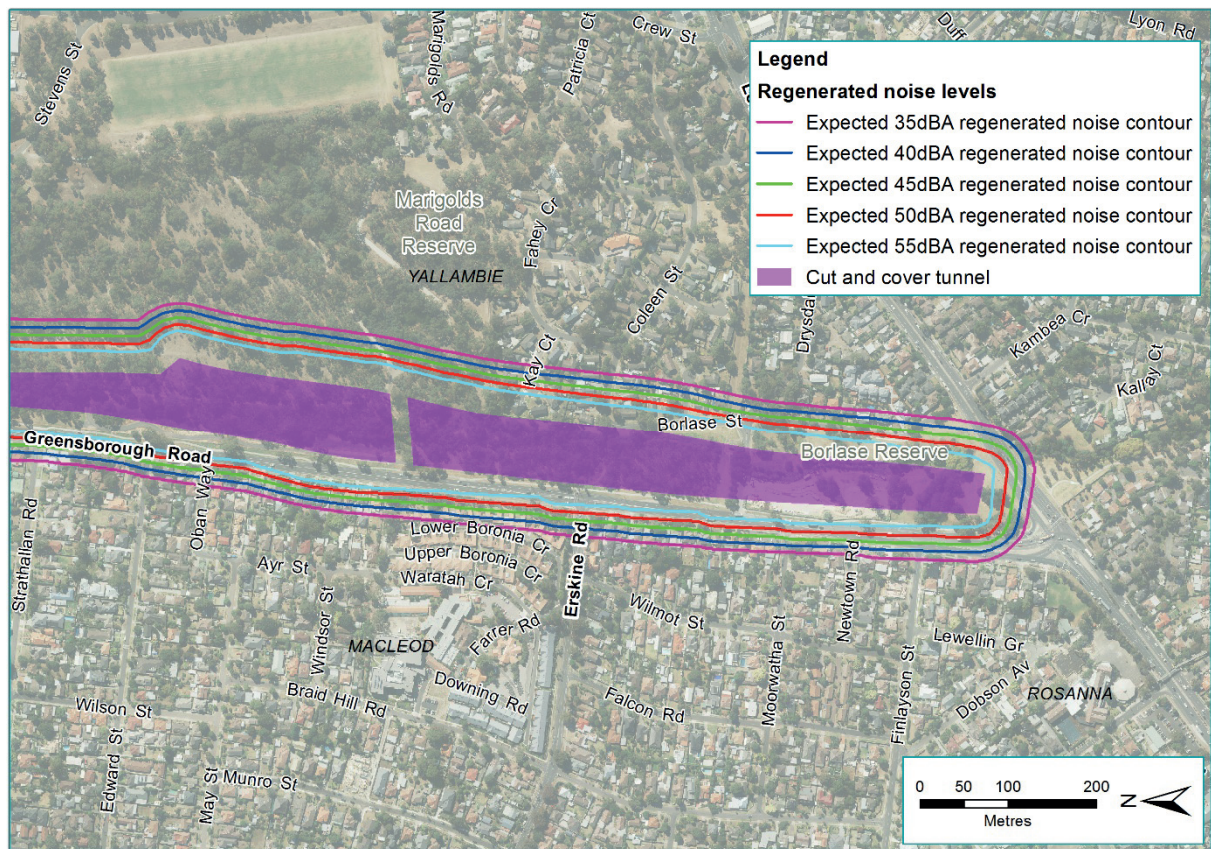 Stevens St
Marigolds Rd
Patricia Ct
Crew St
Duff
Lyon Rd
Legend
Regenerated noise levels
Expected 35dBA regenerated noise contour
Expected 40dBA regenerated noise contour
Expected 45dBA regenerated noise contour
Expected 50dBA regenerated noise contour
Expected 55dBA regenerated noise contour
Cut and cover tunnel
Marigolds
Road
Reserve
YALLAMBIE
Fahey Cr
Coleen St
Drysdal
Kambea Cr
Kallay Ct
Kay Ct
Borlase St
Borlase Reserve
Greensborough Road
Strathallan Rd
Oban Way
Lower Boronia Cr
Upper Boronia Cr
Waratah Cr
Erskine Rd
Ayr St
Windsor St
Farrer Rd
MACLEOD
Wilmot St
Moorwatha St
Newtown Rd
Lewellin Gr
Finlayson St
Dobson Av
ROSANNA
Wilson St
Braid Hill Rd
Downing Rd
Falcon Rd
Edward St
May St
Munro St
0 50 100 200
Metres
N